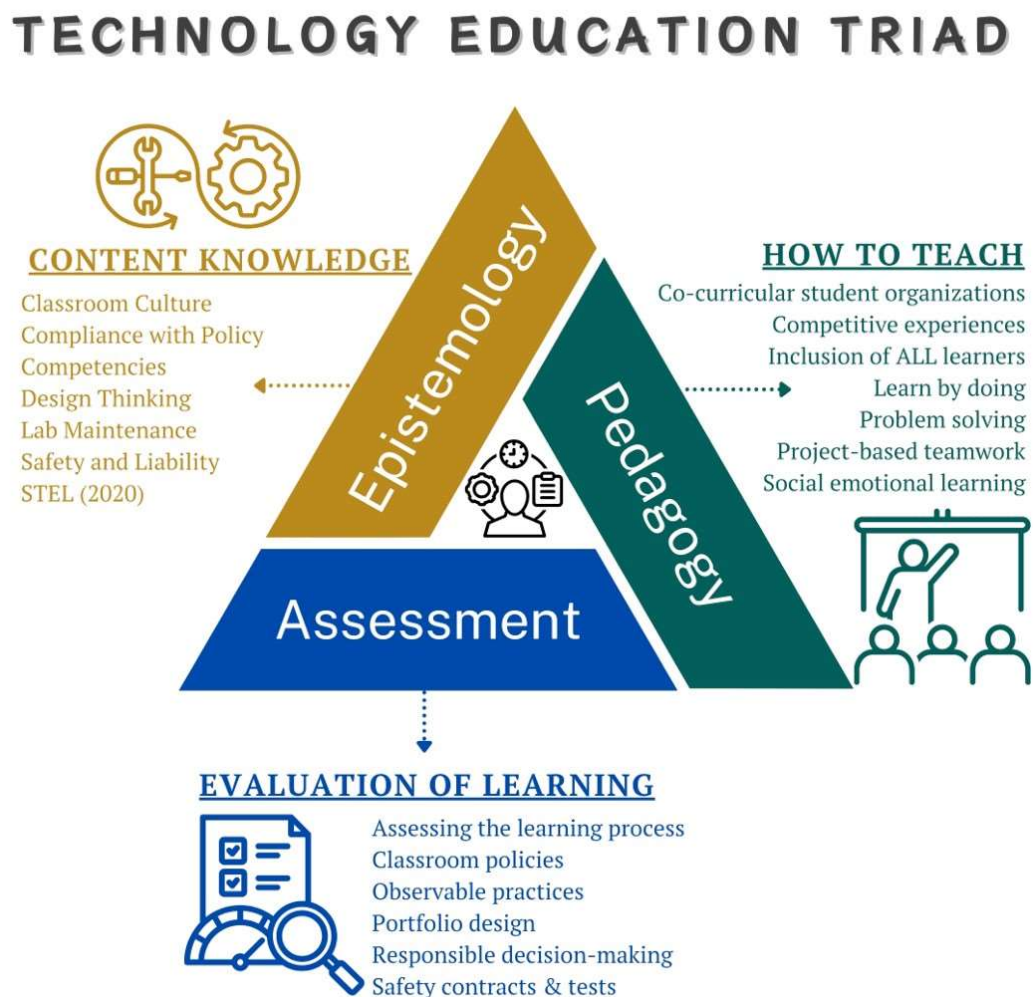 TECHNOLOGY EDUCATION TRIAD
CONTENT KNOWLEDGE
Classroom Culture
Compliance with Policy
Competencies
Design Thinking
Lab Maintenance
Safety and Liability
STEL (2020)
Epistemology
HOW TO TEACH
Co-curricular student organizations
Competitive experiences
Inclusion of ALL learners
Learn by doing
Problem solving
Project-based teamwork
Social emotional learning
Pedagogy
Assessment
EVALUATION OF LEARNING
Assessing the learning process
Classroom policies
Observable practices
Portfolio design
Responsible decision-making
Safety contracts & tests